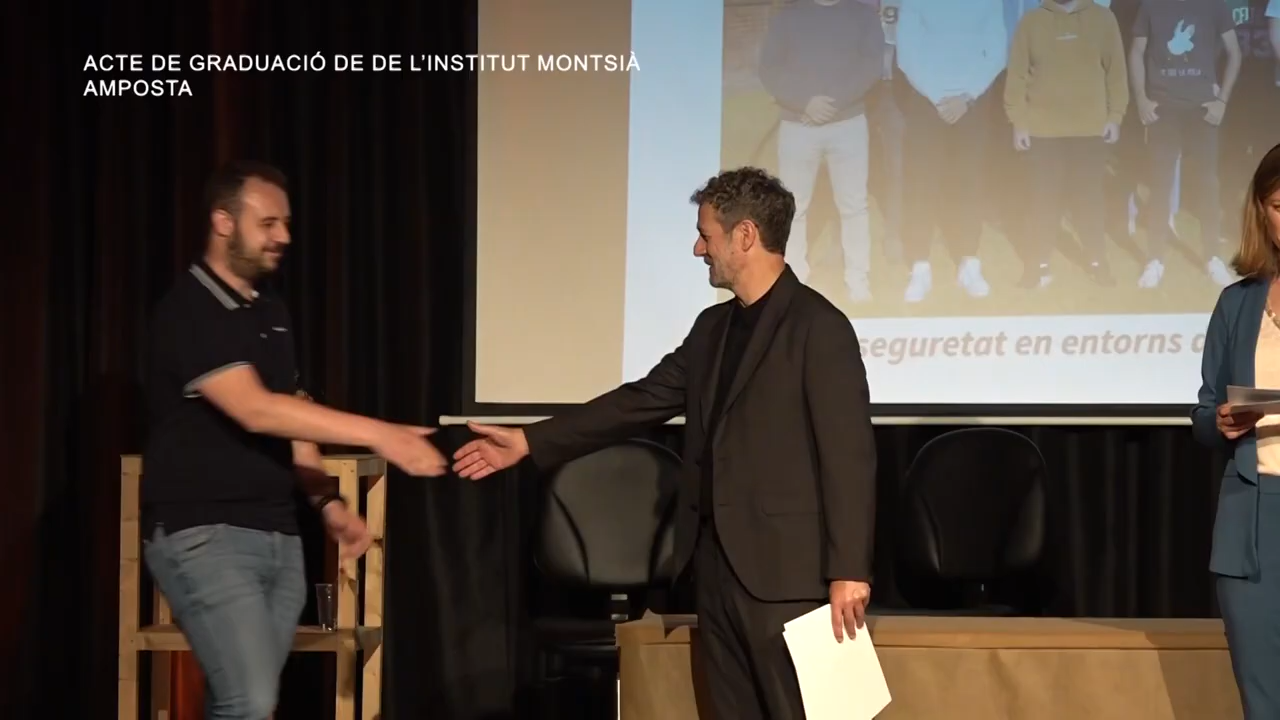 ACTE DE GRADUACIÓ DE DE L'INSTITUT MONTSIÀ
AMPOSTA
seguretat en entorns